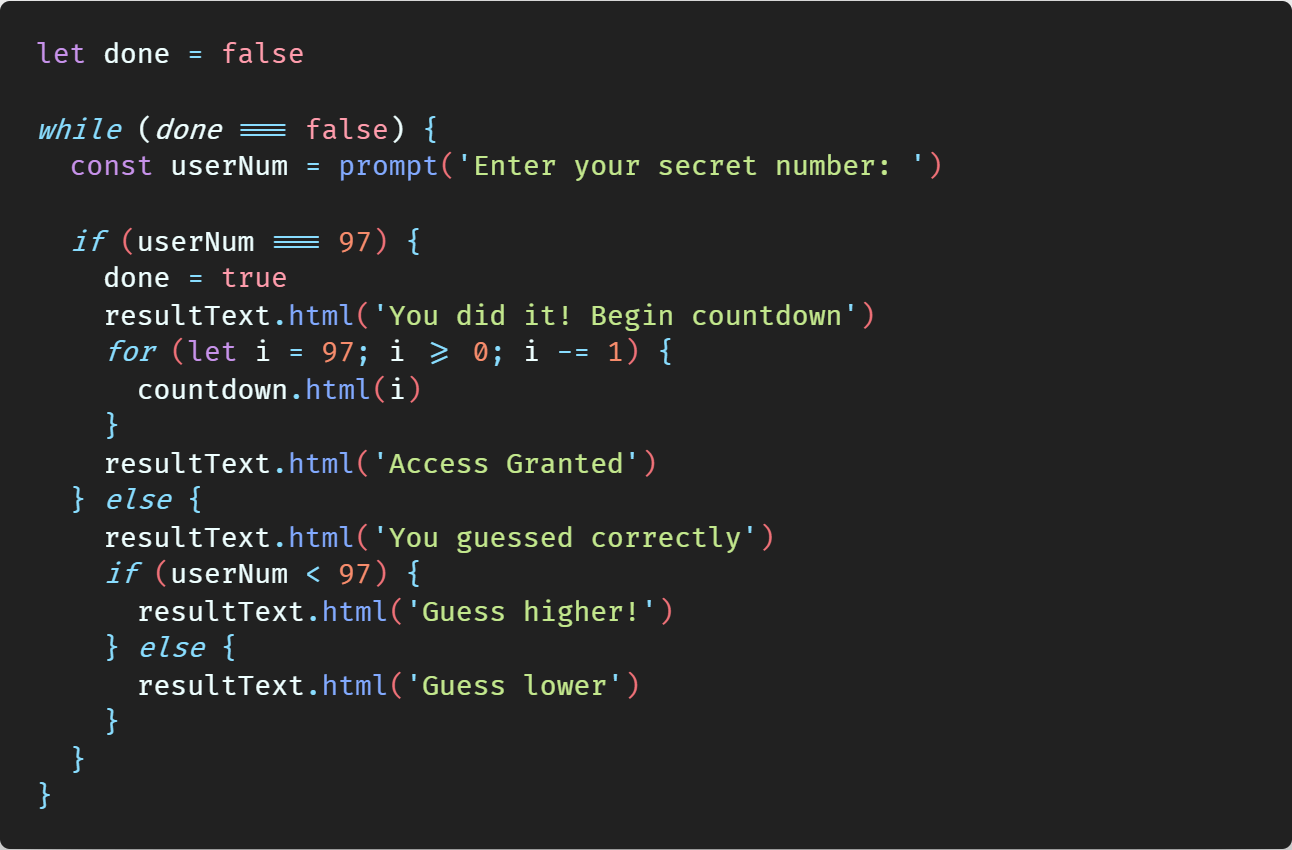 let done = false
while (done === false) {
const userNum = prompt('Enter your secret number: ')
if (userNum === 97) {
done = true
resultText.html('You did it! Begin countdown')
for (let i = 97; i >= 0; i -= 1) {
countdown.html(i)
}
resultText.html('Access Granted')
} else {
resultText.html('You guessed correctly')
if (userNum < 97) {
resultText.html('Guess higher!')
} else {
resultText.html('Guess lower')
}
}
}